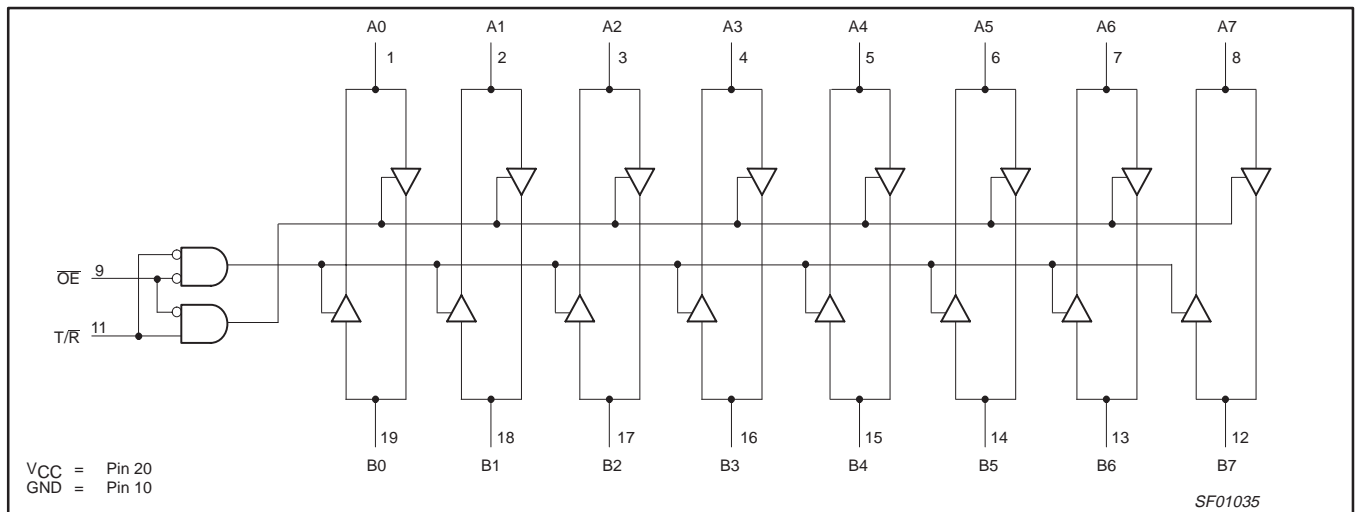 A0 A1 A2 A3 A4 A5 A6 A7
1 2 3 4 5 6 7 8
OE 9
T/R 11
19 18 17 16 15 14 13 12
B0 B1 B2 B3 B4 B5 B6 B7
VCC = Pin 20
GND = Pin 10
SF01035